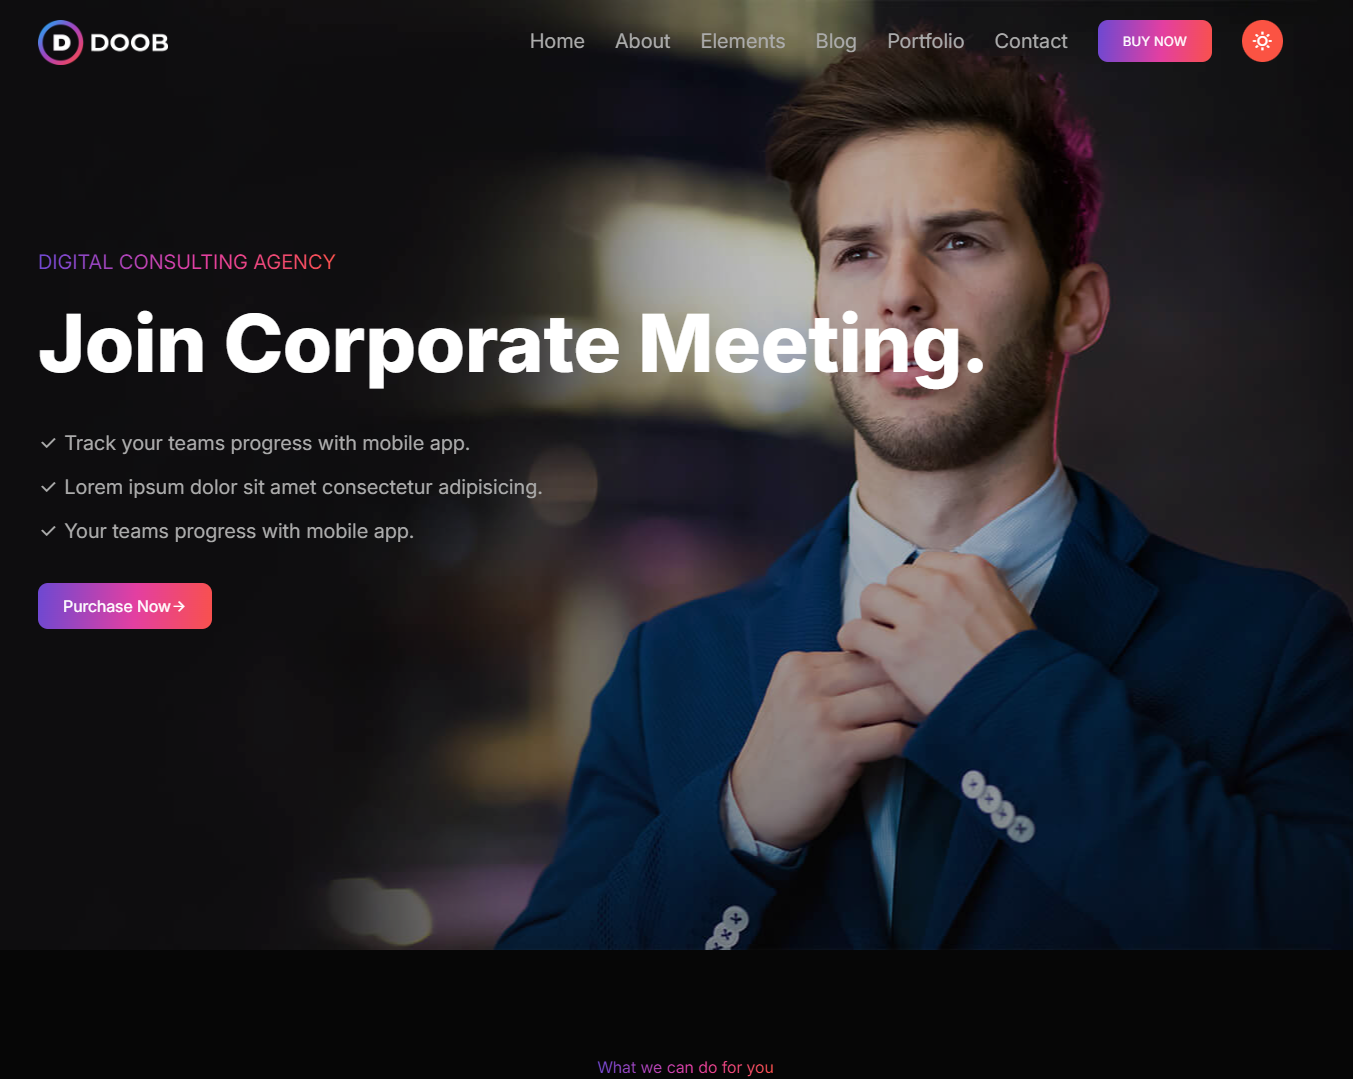 D DOOB
Home About Elements Blog Portfolio Contact BUY NOW
DIGITAL CONSULTING AGENCY
Join Corporate Meeting.
Track your teams progress with mobile app.
Lorem ipsum dolor sit amet consectetur adipisicing.
Your teams progress with mobile app.
Purchase Now
What we can do for you